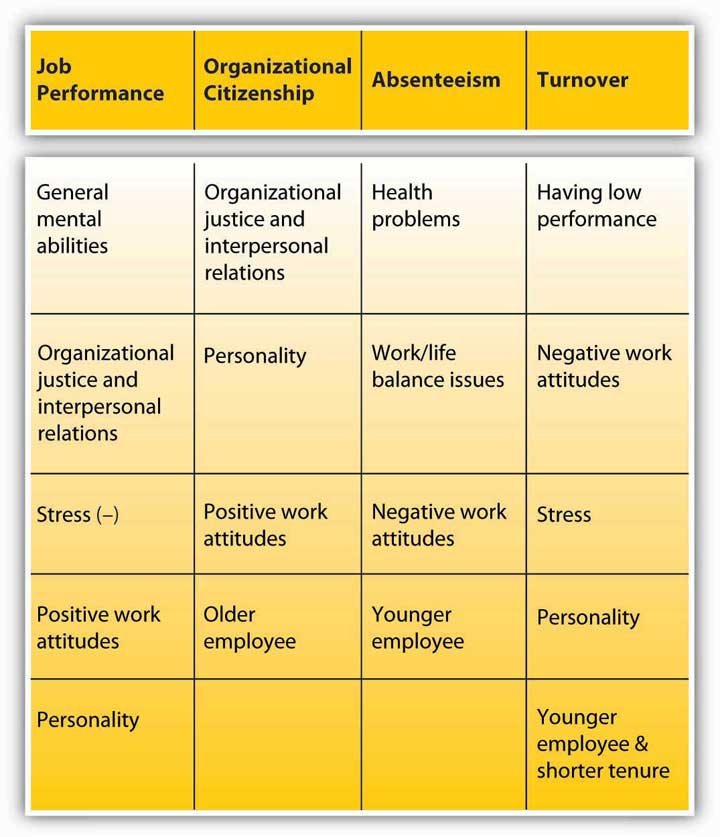 Job
Performance
Organizational
Citizenship
Absenteeism
Turnover
General
mental
abilities
Organizational
justice and
interpersonal
relations
Health
problems
Having low
performance
Organizational
justice and
interpersonal
relations
Personality
Work/life
balance issues
Negative work
attitudes
Stress (–)
Positive work
attitudes
Negative work
attitudes
Stress
Positive work
attitudes
Older
employee
Younger
employee
Personality
Personality
Younger
employee &
shorter tenure